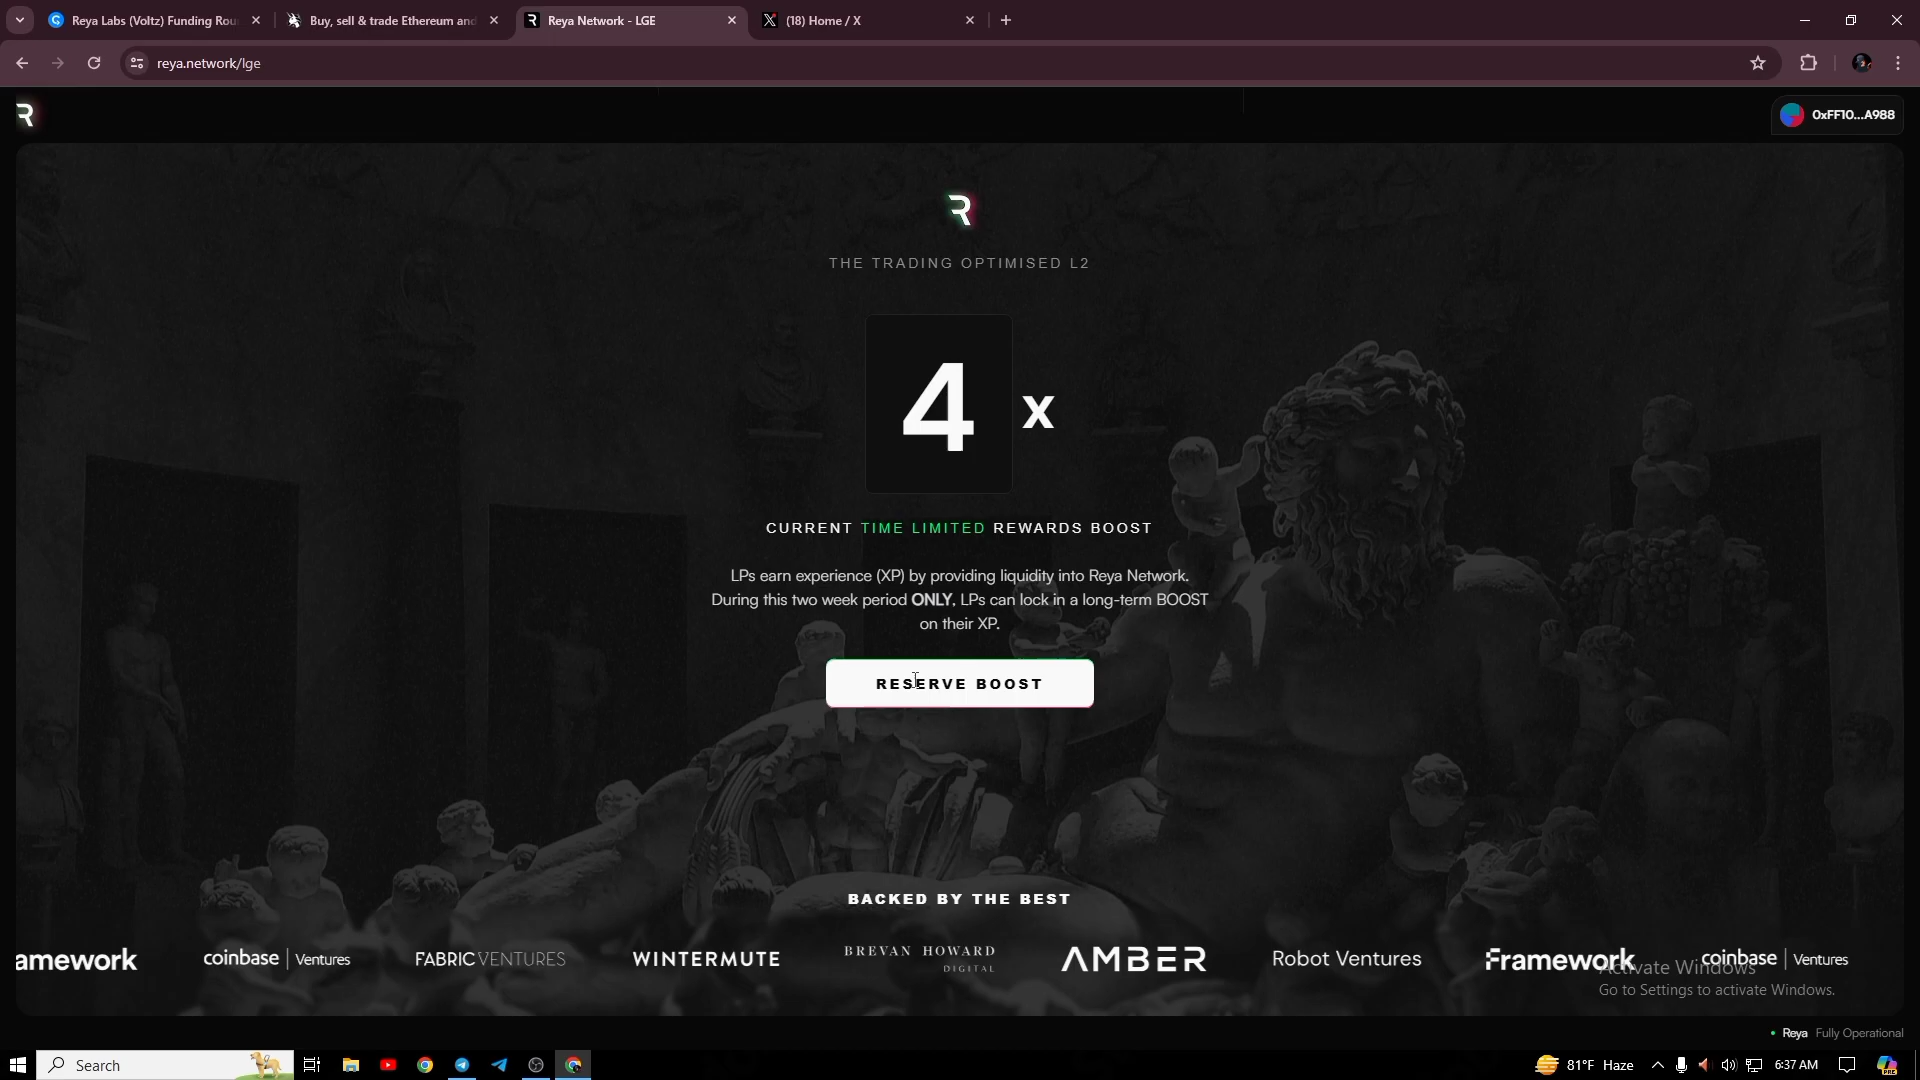 Reya Labs (Voltz) Funding Rou
Buy, sell & trade Ethereum and
Reya Network - LGE
(18) Home / X
reya.network/lge
0xFF10...A988
THE TRADING OPTIMISED L2
4 x
CURRENT TIME LIMITED REWARDS BOOST
LPs earn experience (XP) by providing liquidity into Reya Network.
During this two week period ONLY, LPs can lock in a long-term BOOST
on their XP.
RESERVE BOOST
BACKED BY THE BEST
amework
coinbase | Ventures
FABRIC VENTURES
WINTERMUTE
BREVAN HOWARD
DIGITAL
AMBER
Robot Ventures
Framework
coinbase | Ventures
Activate Windows
Go to Settings to activate Windows.
Reya Fully Operational
Search
81°F Haze
6:37 AM